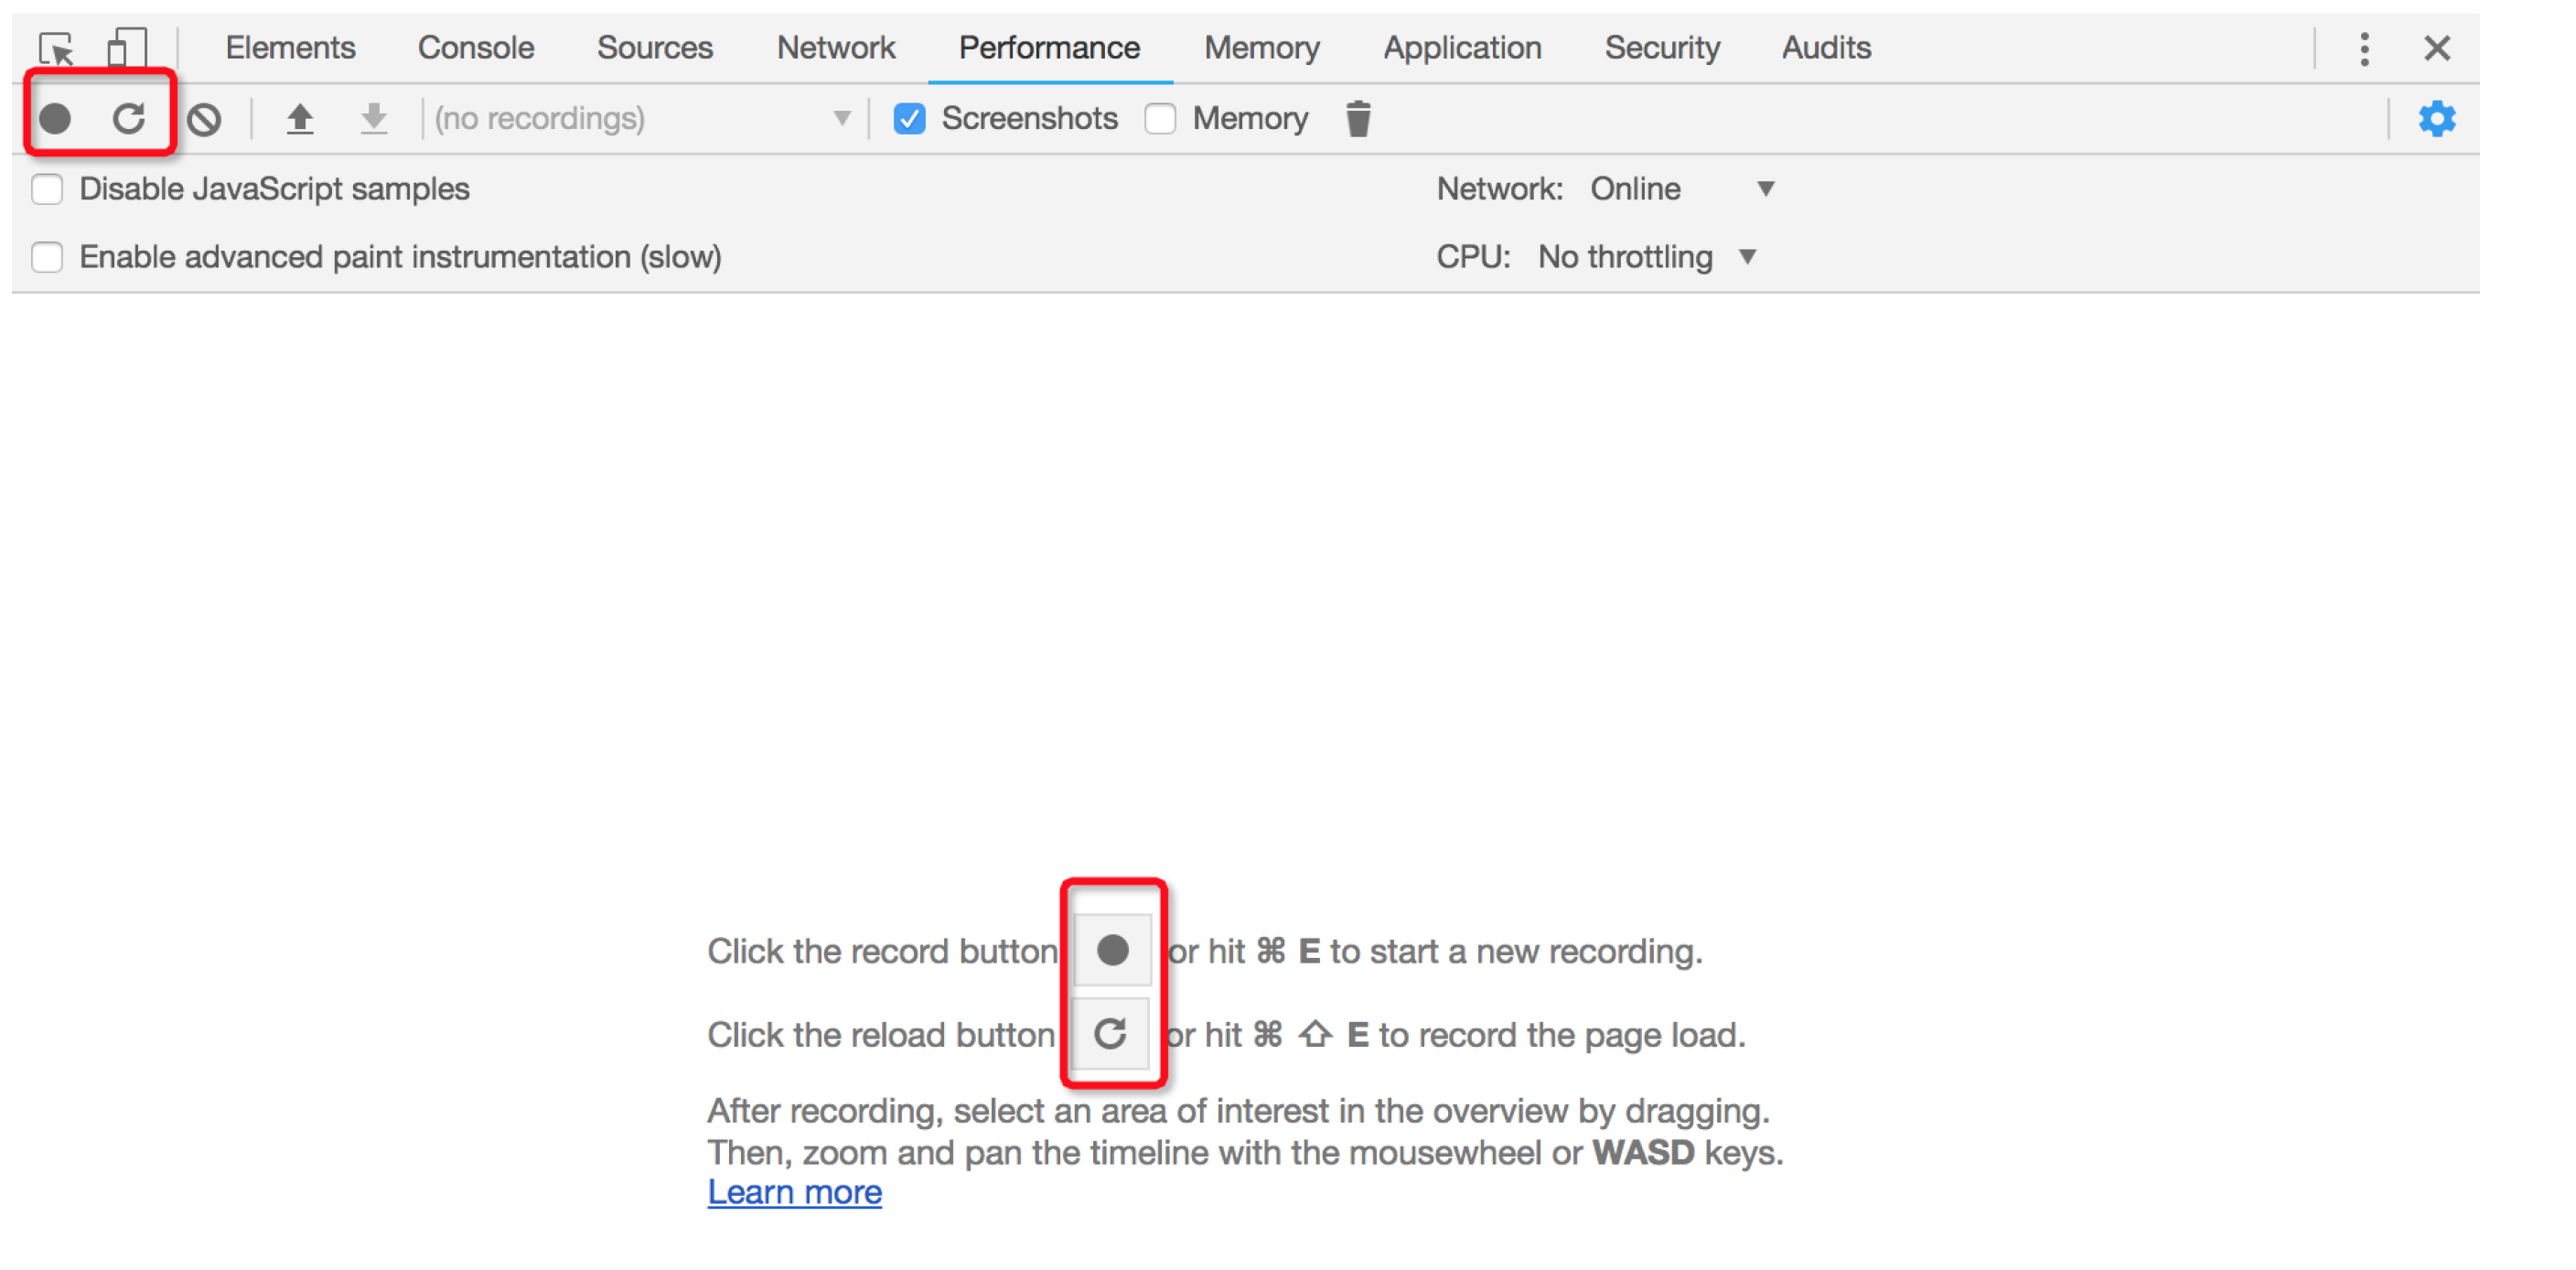 Elements Console Sources Network Performance Memory Application Security Audits
(no recordings) Screenshots Memory
Disable JavaScript samples Network: Online
Enable advanced paint instrumentation (slow) CPU: No throttling
Click the record button or hit ⌘ E to start a new recording.
Click the reload button or hit ⌘ ⇧ E to record the page load.
After recording, select an area of interest in the overview by dragging.
Then, zoom and pan the timeline with the mousewheel or WASD keys.
Learn more